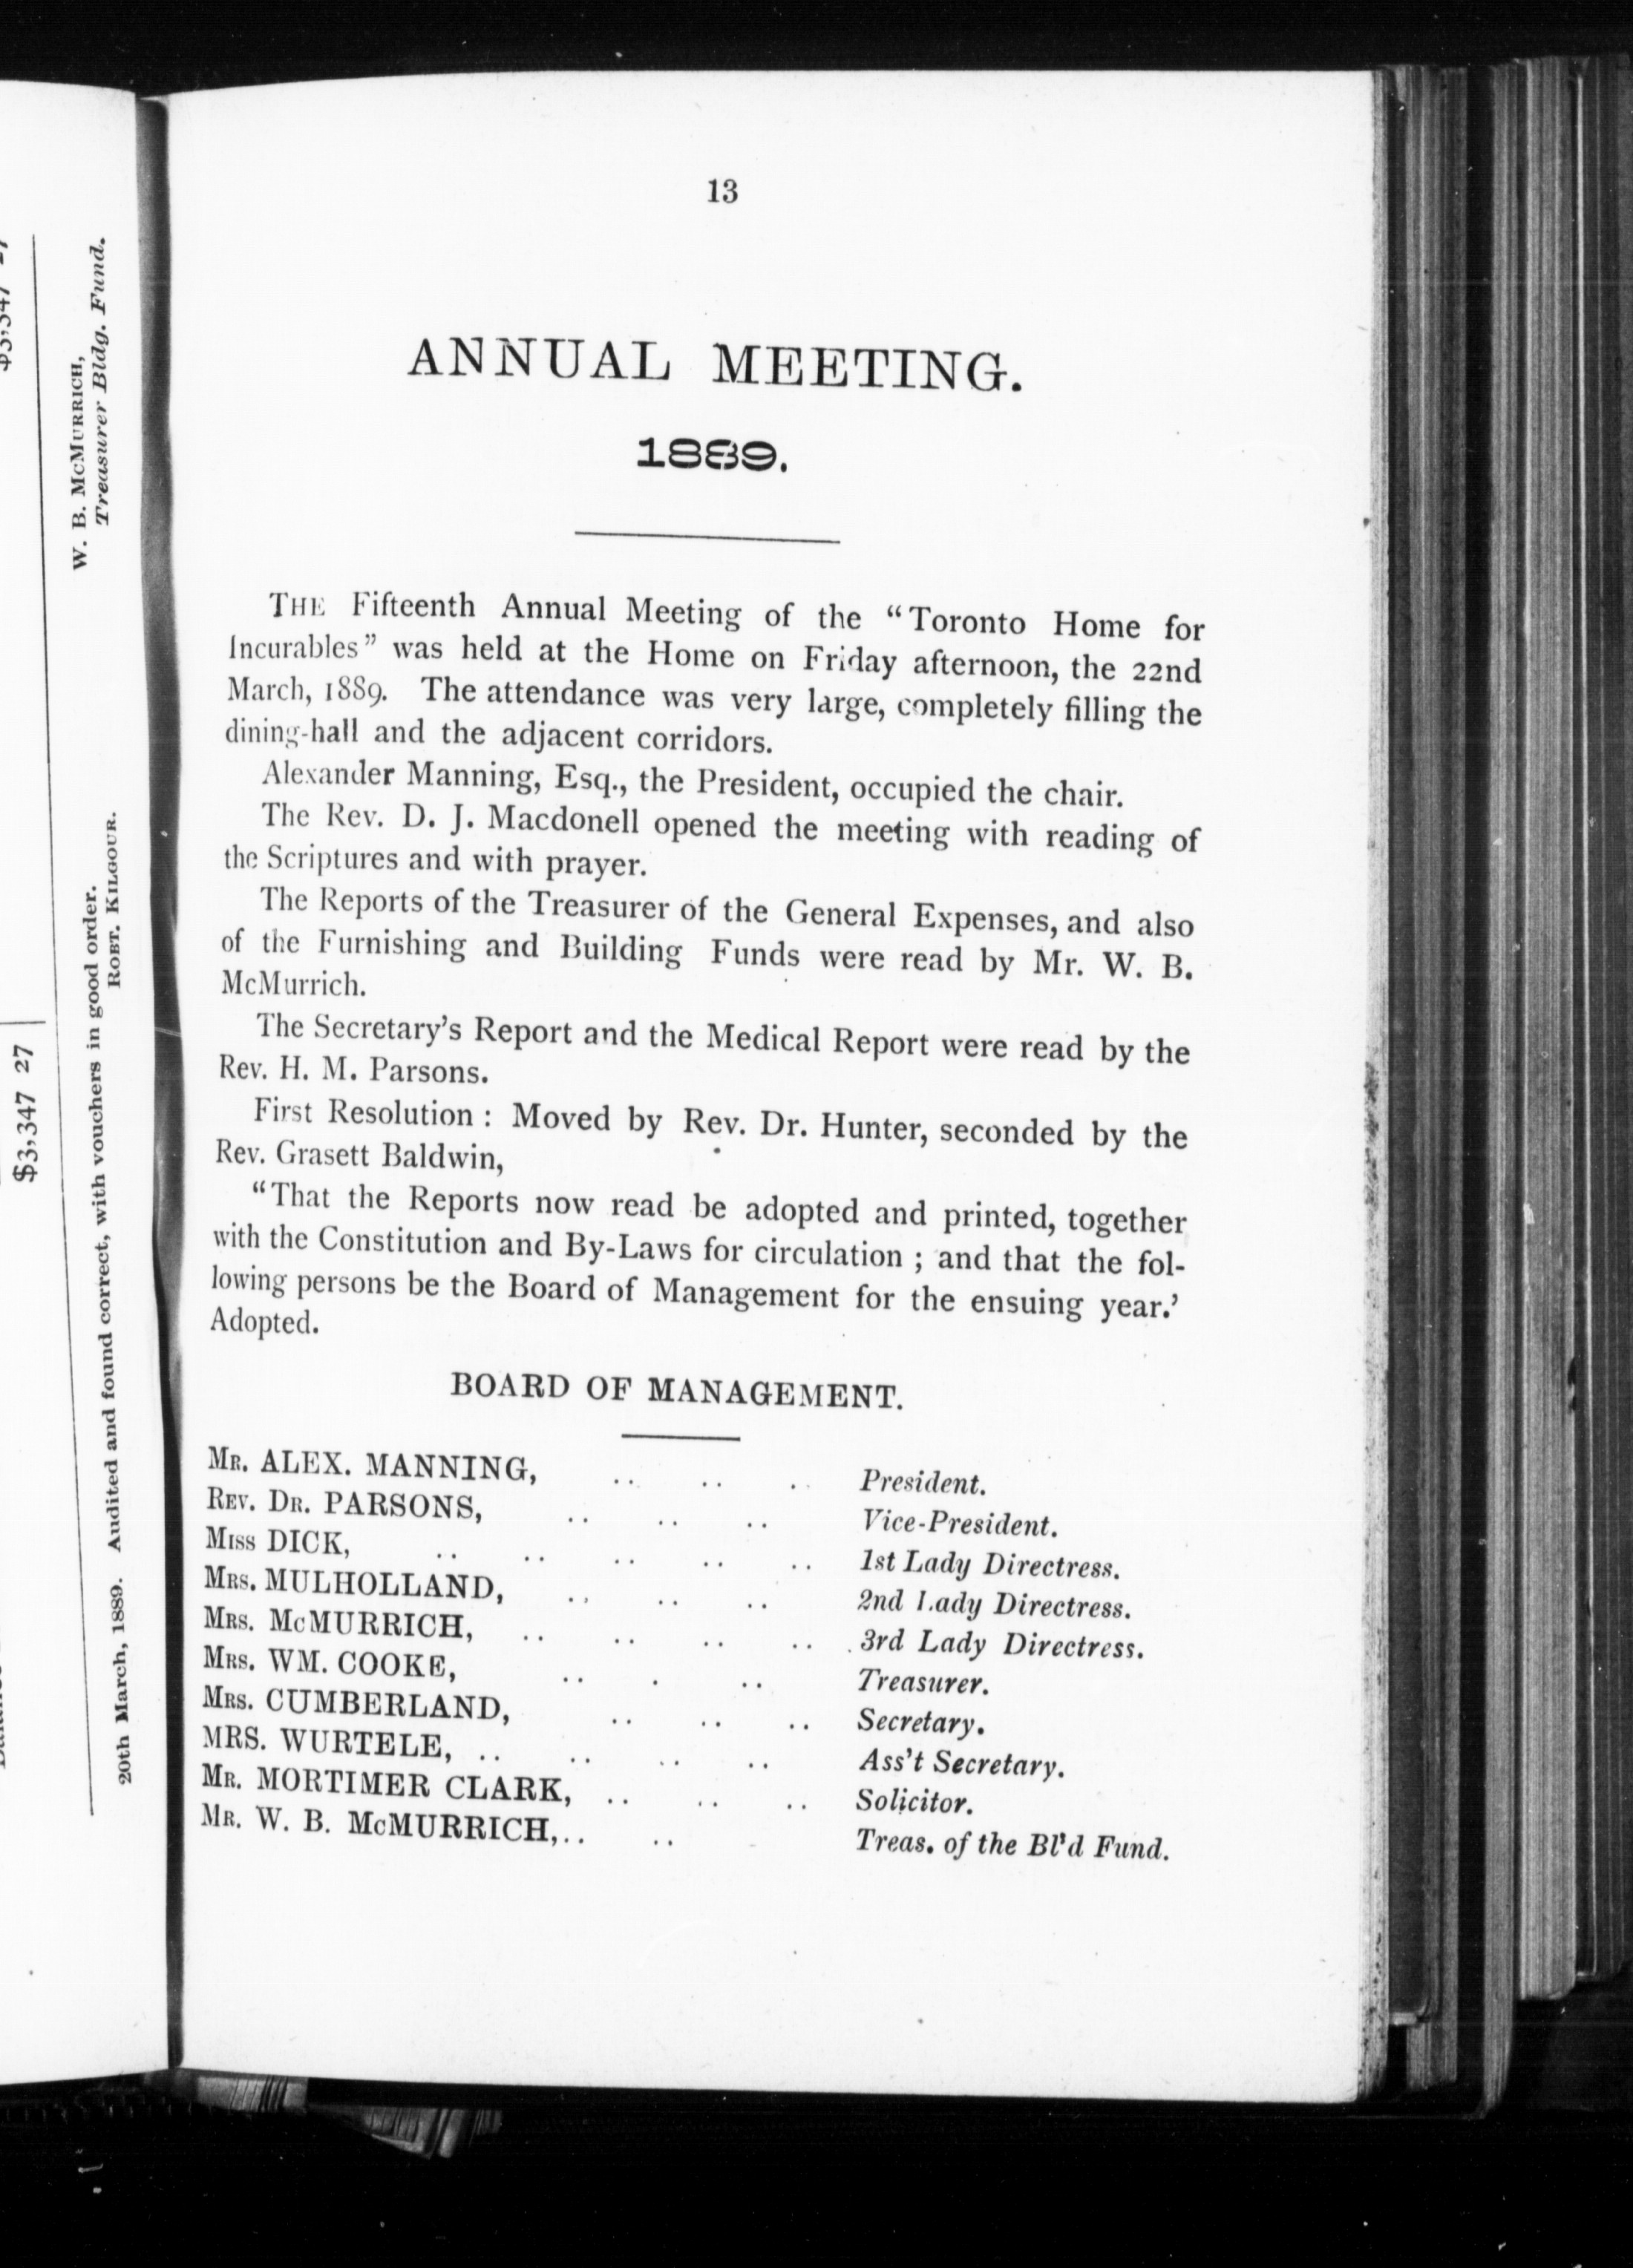 $3,347 27
W. B. McMURRICH,
Treasurer Bldg. Fund.
$3,347 27
20th March, 1889. Audited and found correct, with vouchers in good order.
ROBT. KILGOUR.
13
ANNUAL MEETING.
1889.
THE Fifteenth Annual Meeting of the “Toronto Home for
Incurables” was held at the Home on Friday afternoon, the 22nd
March, 1889. The attendance was very large, completely filling the
dining-hall and the adjacent corridors.
Alexander Manning, Esq., the President, occupied the chair.
The Rev. D. J. Macdonell opened the meeting with reading of
the Scriptures and with prayer.
The Reports of the Treasurer of the General Expenses, and also
of the Furnishing and Building Funds were read by Mr. W. B.
McMurrich.
The Secretary’s Report and the Medical Report were read by the
Rev. H. M. Parsons.
First Resolution : Moved by Rev. Dr. Hunter, seconded by the
Rev. Grasett Baldwin,
“That the Reports now read be adopted and printed, together
with the Constitution and By-Laws for circulation ; and that the fol-
lowing persons be the Board of Management for the ensuing year.’
Adopted.
BOARD OF MANAGEMENT.
MR. ALEX. MANNING, .. .. . President.
REV. DR. PARSONS, .. .. .. Vice-President.
MISS DICK, .. .. .. .. .. 1st Lady Directress.
MRS. MULHOLLAND, .. .. .. 2nd Lady Directress.
MRS. McMURRICH, .. .. .. .. 3rd Lady Directress.
MRS. WM. COOKE, .. . .. Treasurer.
MRS. CUMBERLAND, .. .. .. Secretary.
MRS. WURTELE, .. .. .. .. Ass’t Secretary.
MR. MORTIMER CLARK, .. .. .. Solicitor.
MR. W. B. McMURRICH,.. .. Treas. of the Bl’d Fund.